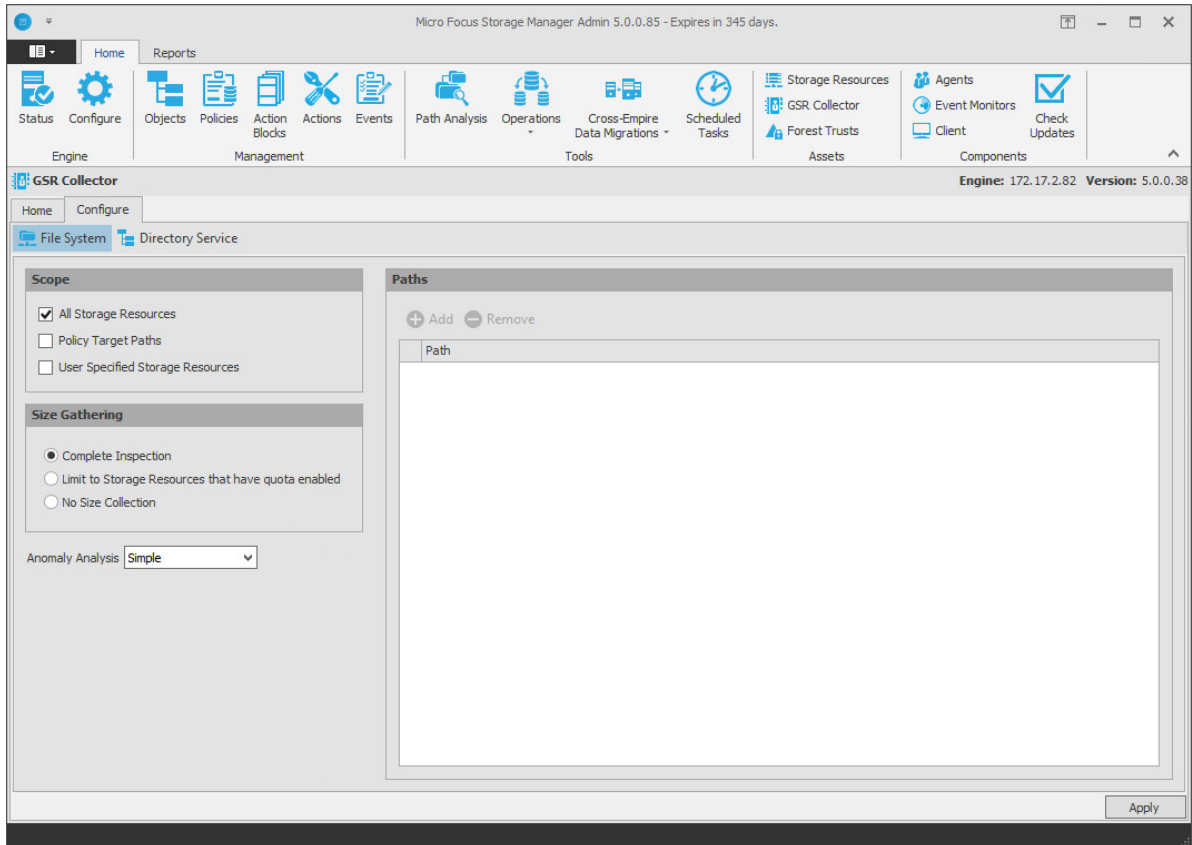 Micro Focus Storage Manager Admin 5.0.0.85 - Expires in 345 days.
Home Reports
Status Configure Objects Policies Action Blocks Actions Events Path Analysis Operations Cross-Empire Data Migrations Scheduled Tasks
Storage Resources
GSR Collector
Forest Trusts
Agents
Event Monitors
Client
Check Updates
Engine Management Tools Assets Components
GSR Collector Engine: 172.17.2.82 Version: 5.0.0.38
Home Configure
File System Directory Service
Scope
All Storage Resources
Policy Target Paths
User Specified Storage Resources
Size Gathering
Complete Inspection
Limit to Storage Resources that have quota enabled
No Size Collection
Anomaly Analysis Simple
Paths
Add Remove
Path
Apply